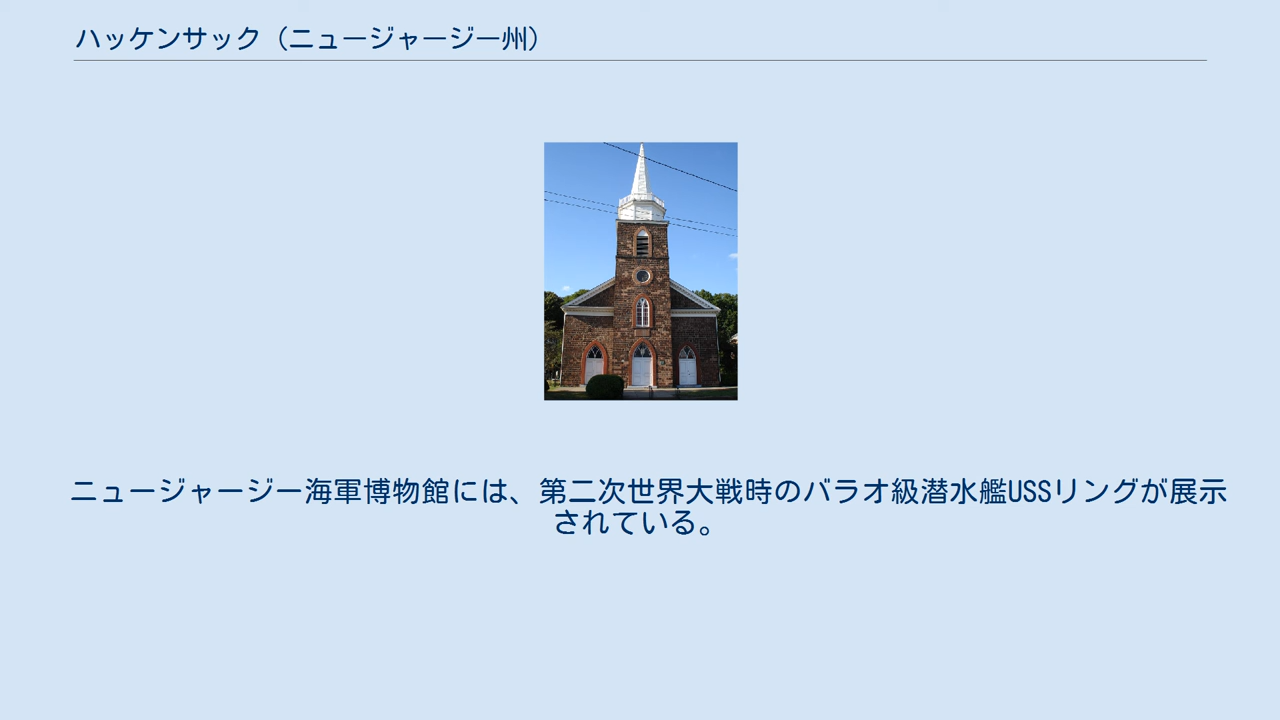 ハッケンサック（ニュージャージー州）
ニュージャージー海軍博物館には、第二次世界大戦時のバラオ級潜水艦USSリングが展示
されている。